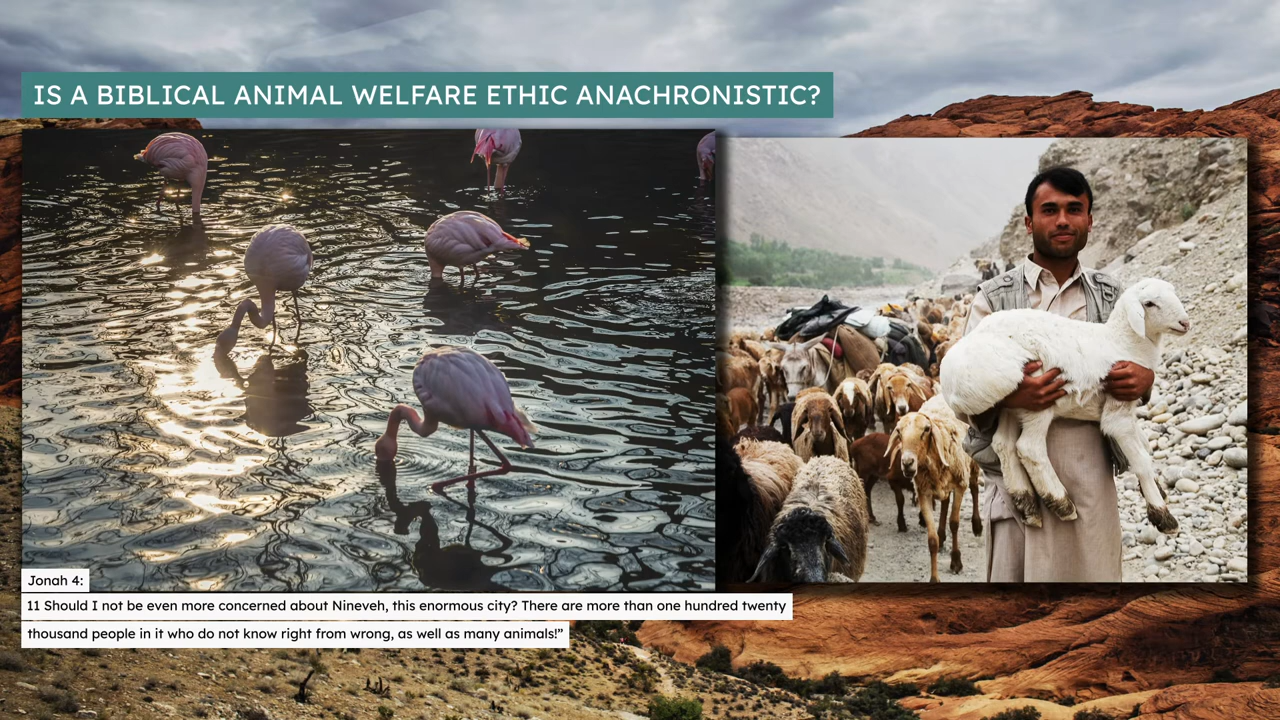 IS A BIBLICAL ANIMAL WELFARE ETHIC ANACHRONISTIC?
Jonah 4:
11 Should I not be even more concerned about Nineveh, this enormous city? There are more than one hundred twenty
thousand people in it who do not know right from wrong, as well as many animals!”